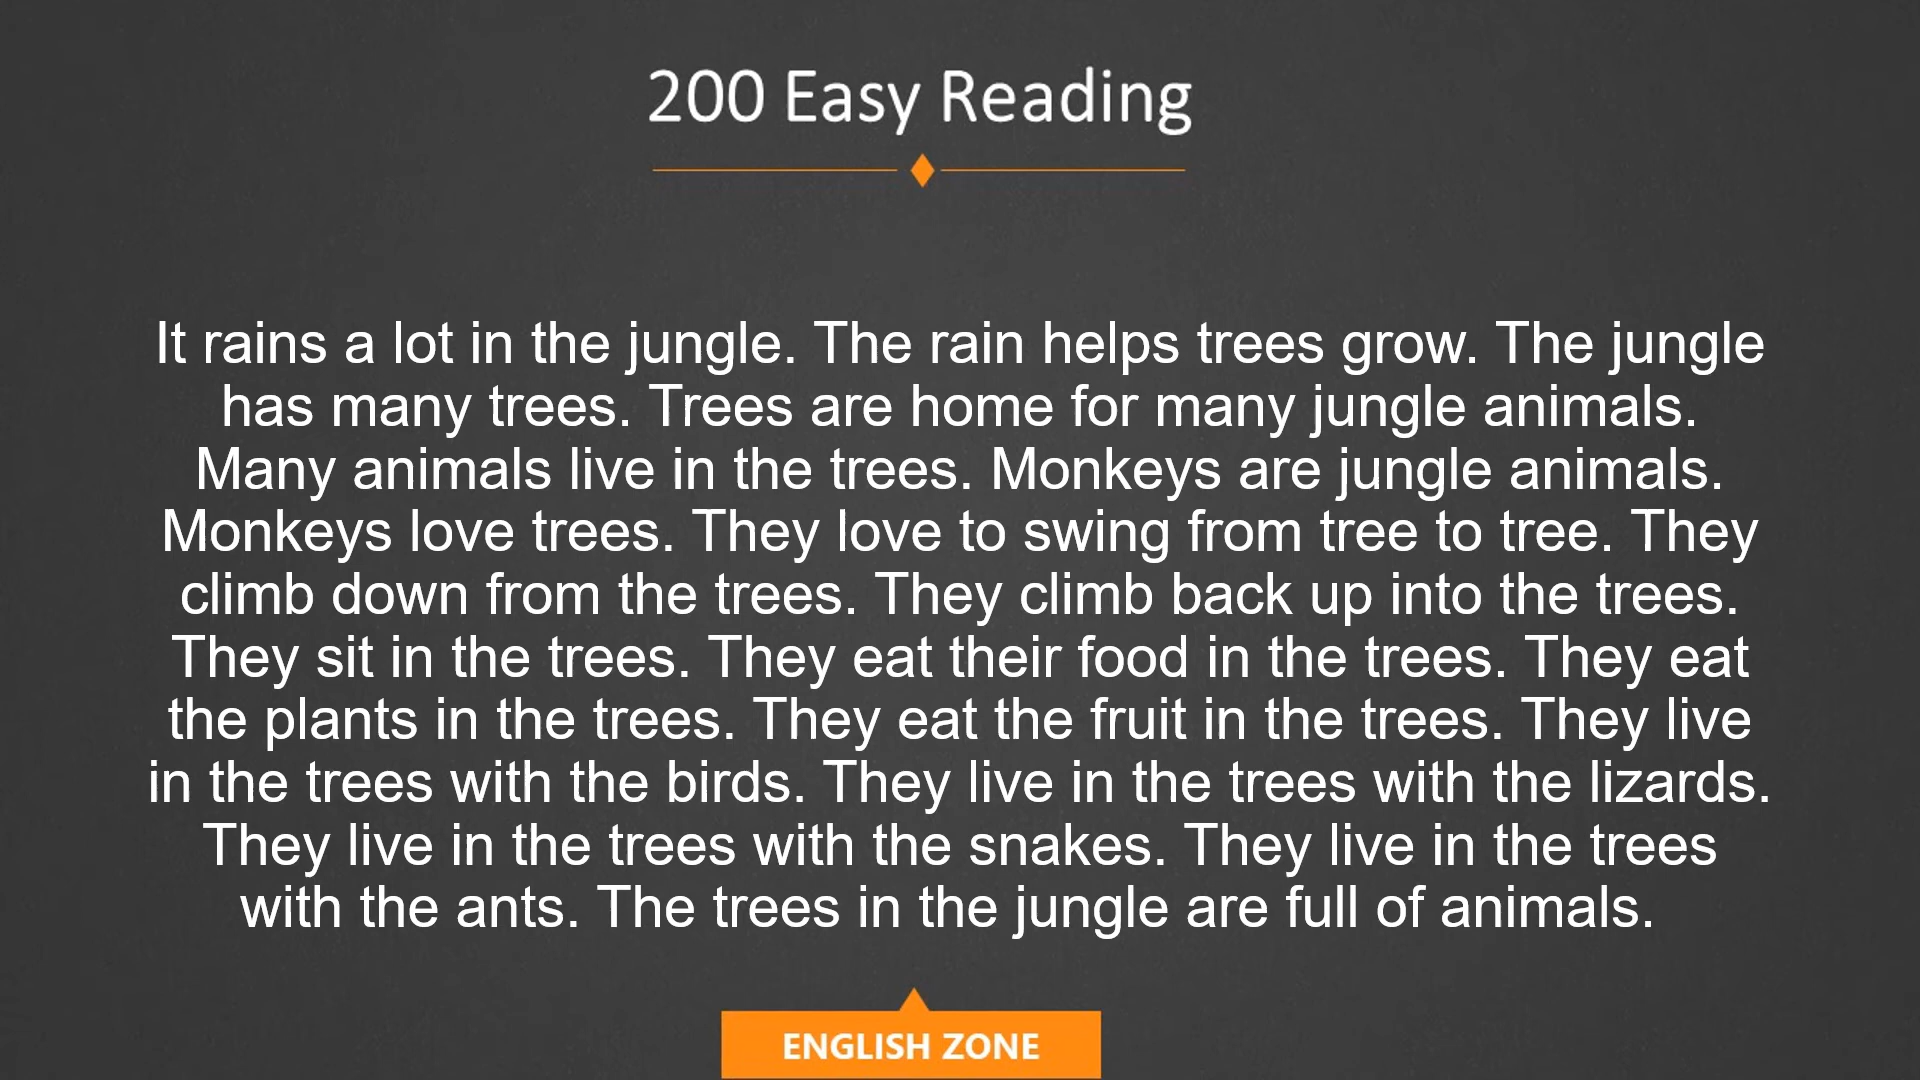 200 Easy Reading
It rains a lot in the jungle. The rain helps trees grow. The jungle
has many trees. Trees are home for many jungle animals.
Many animals live in the trees. Monkeys are jungle animals.
Monkeys love trees. They love to swing from tree to tree. They
climb down from the trees. They climb back up into the trees.
They sit in the trees. They eat their food in the trees. They eat
the plants in the trees. They eat the fruit in the trees. They live
in the trees with the birds. They live in the trees with the lizards.
They live in the trees with the snakes. They live in the trees
with the ants. The trees in the jungle are full of animals.
ENGLISH ZONE